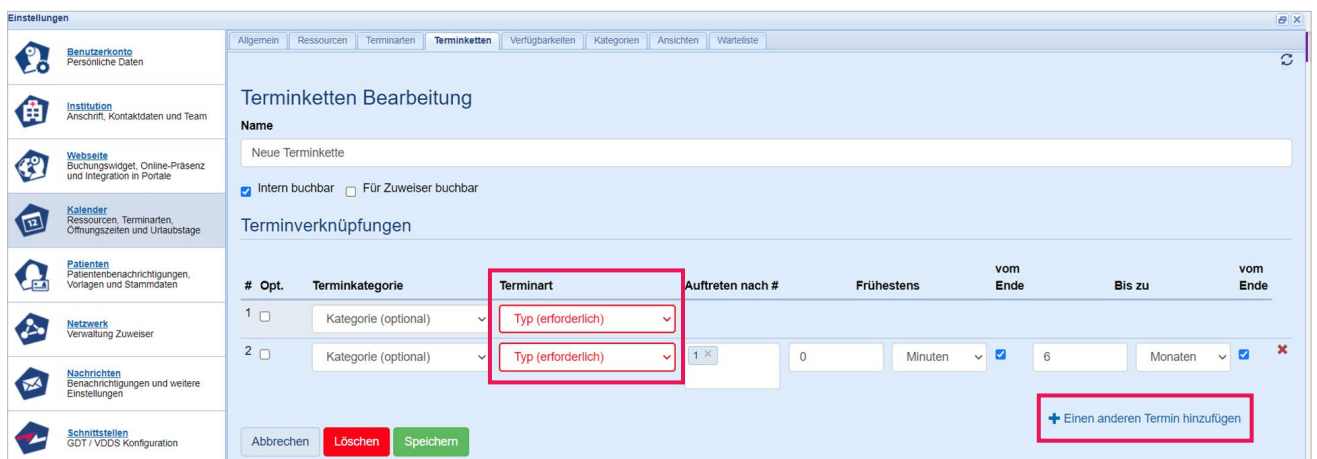 Einstellungen
Allgemein Ressourcen Terminarten Terminketten Verfügbarkeiten Kategorien Ansichten Warteliste
Benutzerkonto
Persönliche Daten
Institution
Anschrift, Kontaktdaten und Team
Webseite
Buchungswidget, Online-Präsenz
und Integration in Portale
Kalender
Ressourcen, Terminarten,
Öffnungszeiten und Urlaubstage
Patienten
Patientenbenachrichtigungen,
Vorlagen und Stammdaten
Netzwerk
Verwaltung Zuweiser
Nachrichten
Benachrichtigungen und weitere
Einstellungen
Schnittstellen
GDT / VDDS Konfiguration
Terminketten Bearbeitung
Name
Neue Terminkette
Intern buchbar Für Zuweiser buchbar
Terminverknüpfungen
# Opt. Terminkategorie Terminart Auftreten nach # Frühestens vom Ende Bis zu vom Ende
1 Kategorie (optional) Typ (erforderlich)
2 Kategorie (optional) Typ (erforderlich) 1 × 0 Minuten 6 Monaten
+ Einen anderen Termin hinzufügen
Abbrechen Löschen Speichern
12